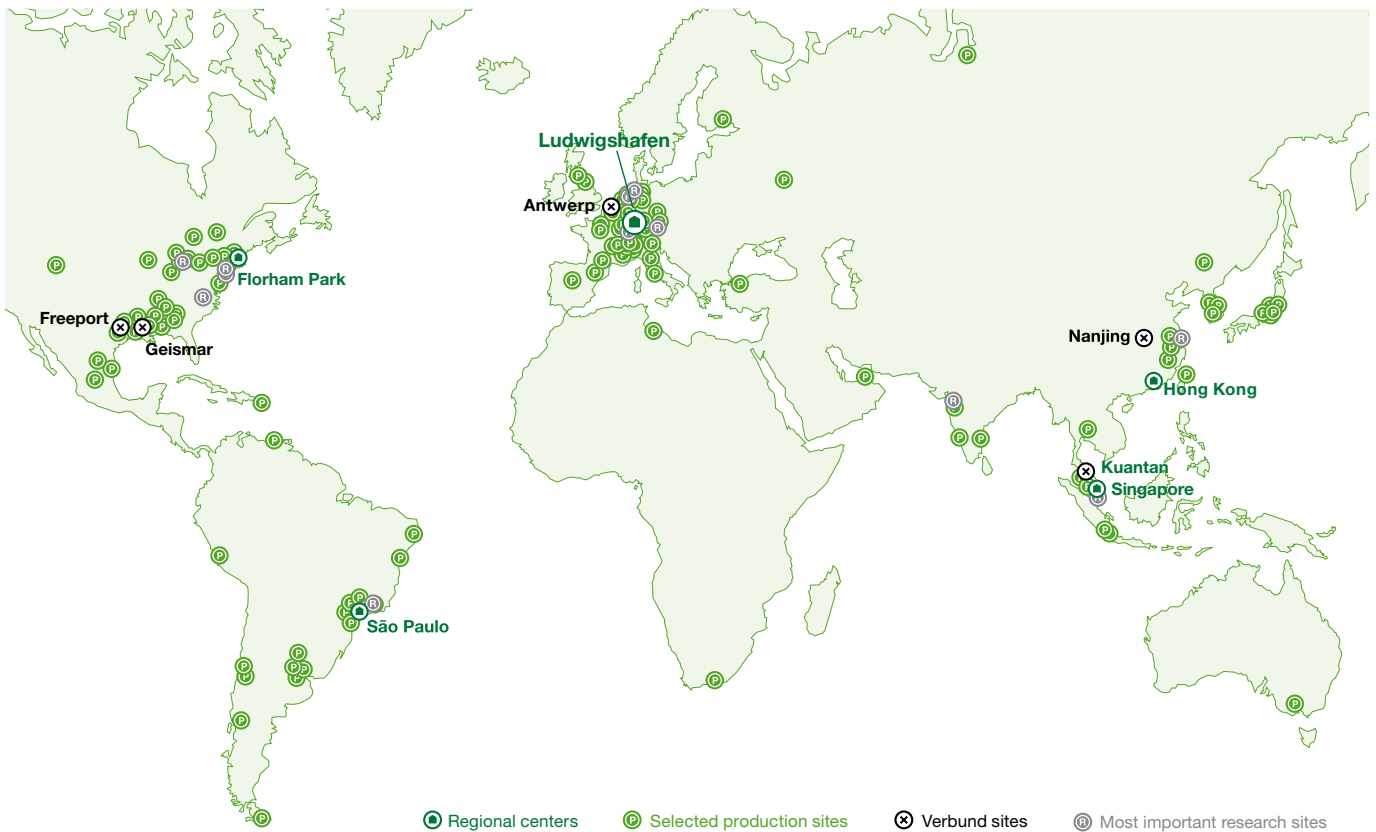 Ludwigshafen
Antwerp
Florham Park
Freeport
Geismar
Nanjing
Hong Kong
Kuantan
Singapore
São Paulo
Regional centers
P Selected production sites
Verbund sites
R Most important research sites